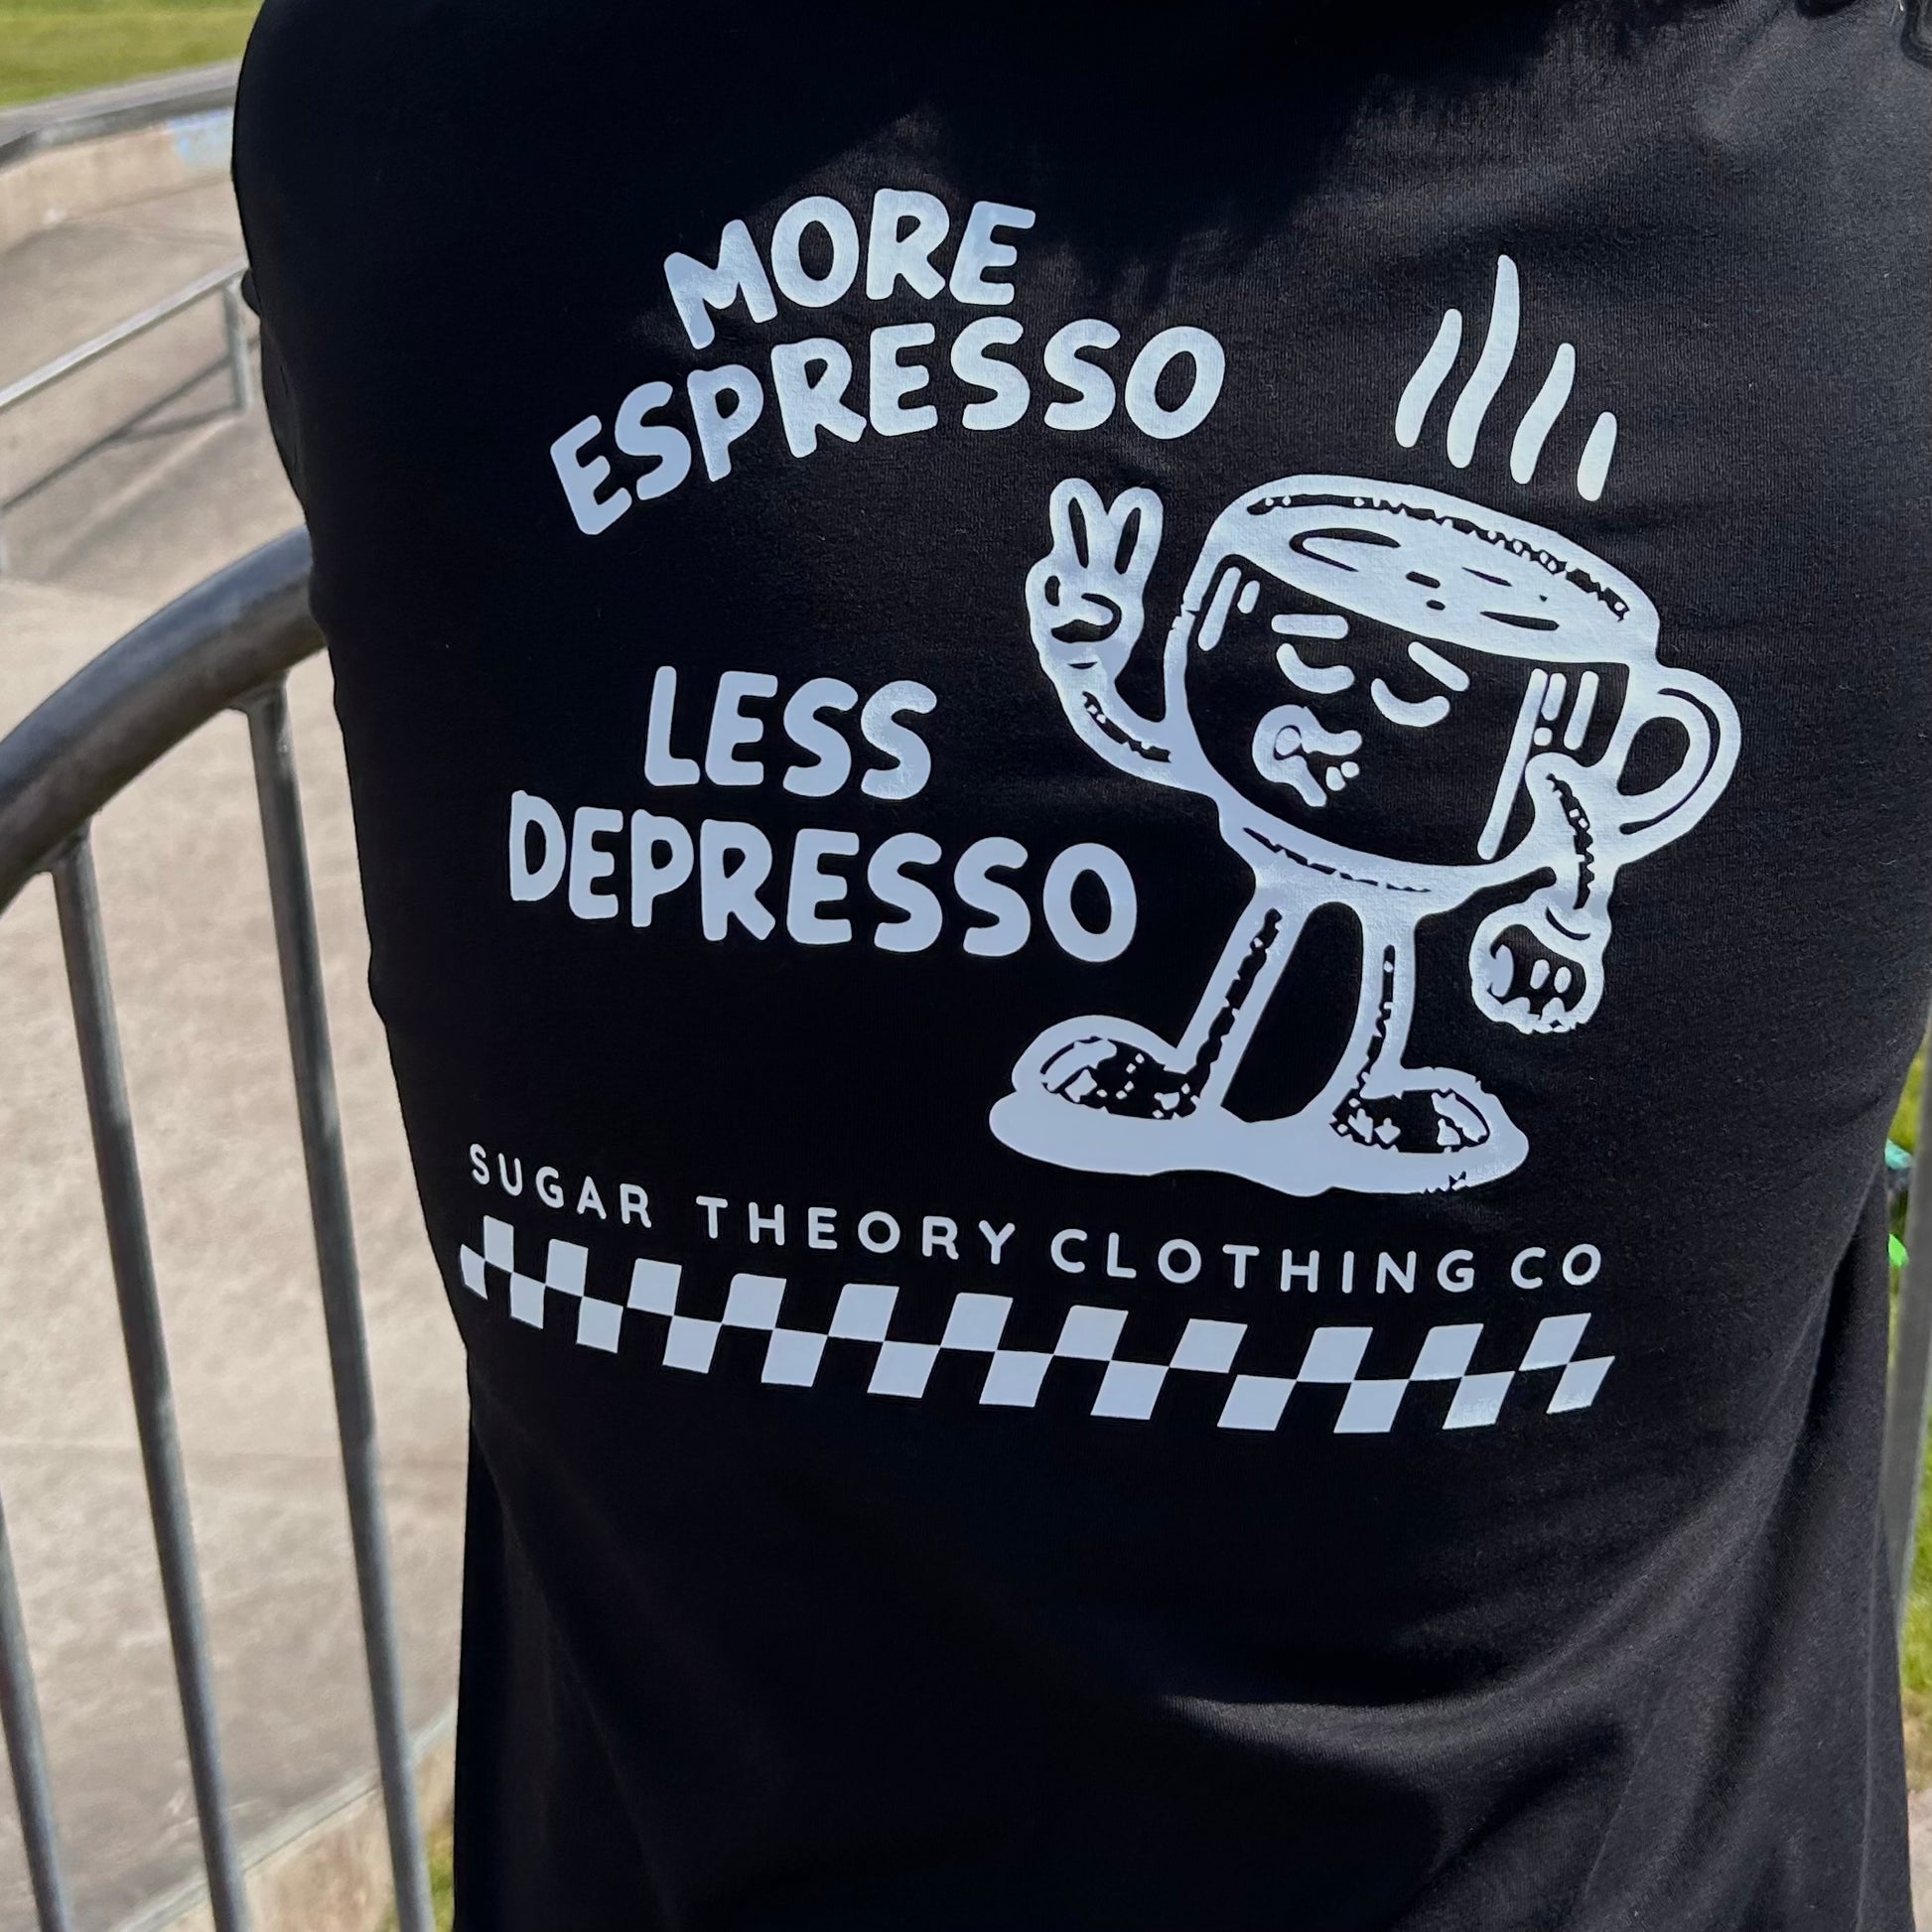 MORE
ESPRESSO
LESS
DEPRESSO
SUGAR THEORY CLOTHING CO